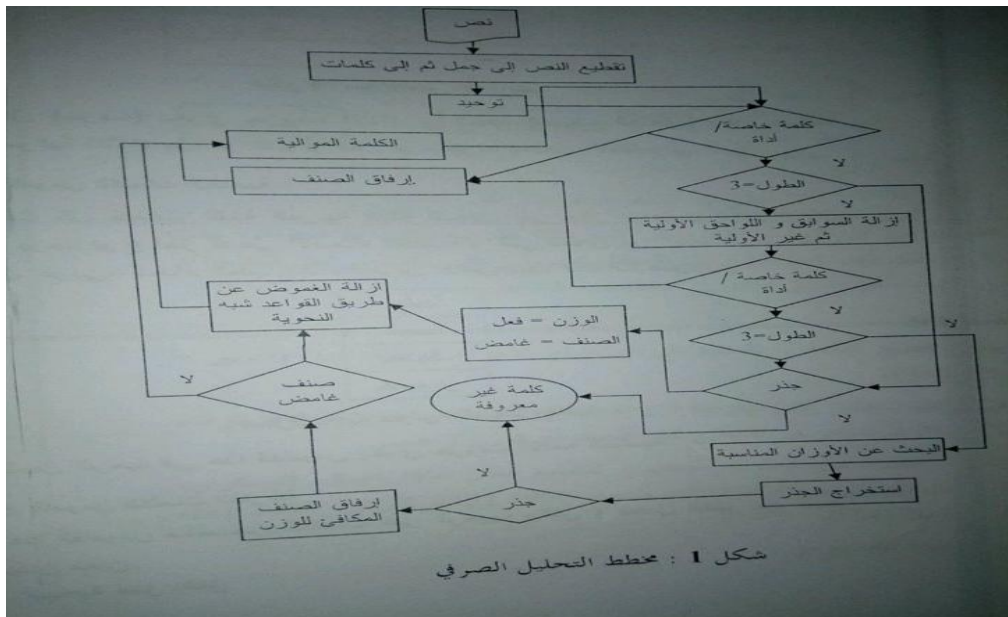 نص
تقطيع النص إلى جمل ثم إلى كلمات
توحيد
كلمة خاصة/
أداة
الكلمة الموالية
لا
إرفاق الصنف
الطول=3
لا
إزالة السوابق و اللواحق الأولية
ثم غير الأولية
كلمة خاصة /
أداة
ازالة الغموض عن
طريق القواعد شبه
النحوية
لا
لا
الوزن = فعل
الصنف = غامض
الطول=3
لا
جذر
صنف
غامض
لا
كلمة غير
معروفة
لا
البحث عن الأوزان المناسبة
لا
استخراج الجذر
جذر
إرفاق الصنف
المكافئ للوزن
شكل 1 : مخطط التحليل الصرفي